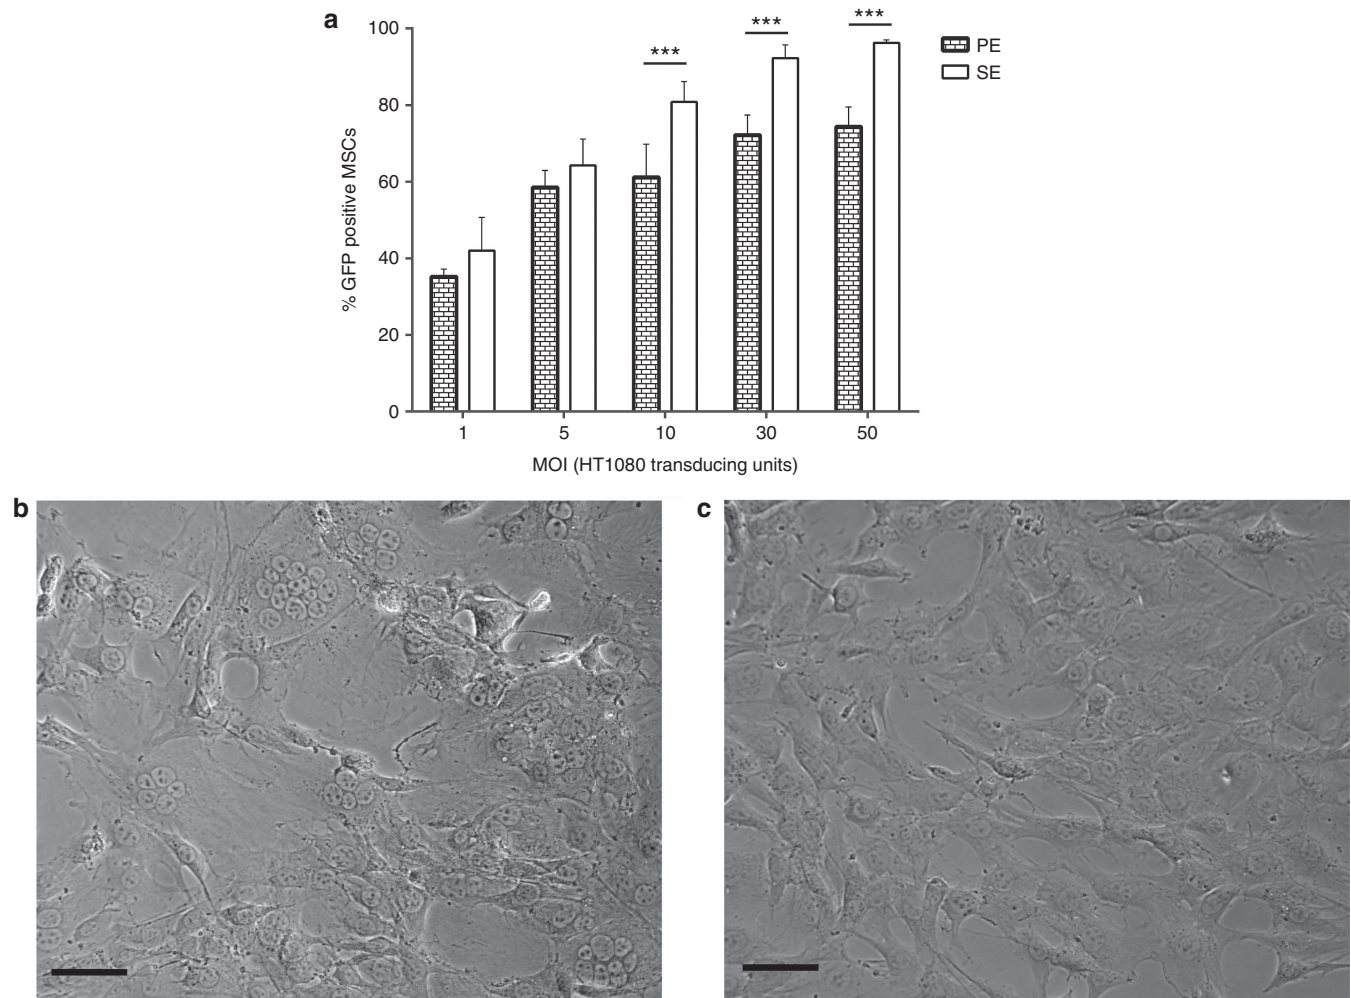 a
100
80
60
40
20
0
% GFP positive MSCs
***
***
***
PE
SE
1 5 10 30 50
MOI (HT1080 transducing units)
b
c